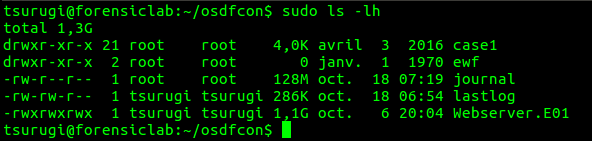 tsurugi@forensiclab:~/osdfcon$ sudo ls -lh
total 1,3G
drwxr-xr-x 21 root    root    4,0K avril  3  2016 case1
drwxr-xr-x  2 root    root       0 janv.  1  1970 ewf
-rw-r--r--  1 root    root    128M oct.  18 07:19 journal
-rw-rw-r--  1 tsurugi tsurugi 286K oct.  18 06:54 lastlog
-rwxrwxrwx  1 tsurugi tsurugi 1,1G oct.   6 20:04 Webserver.E01
tsurugi@forensiclab:~/osdfcon$